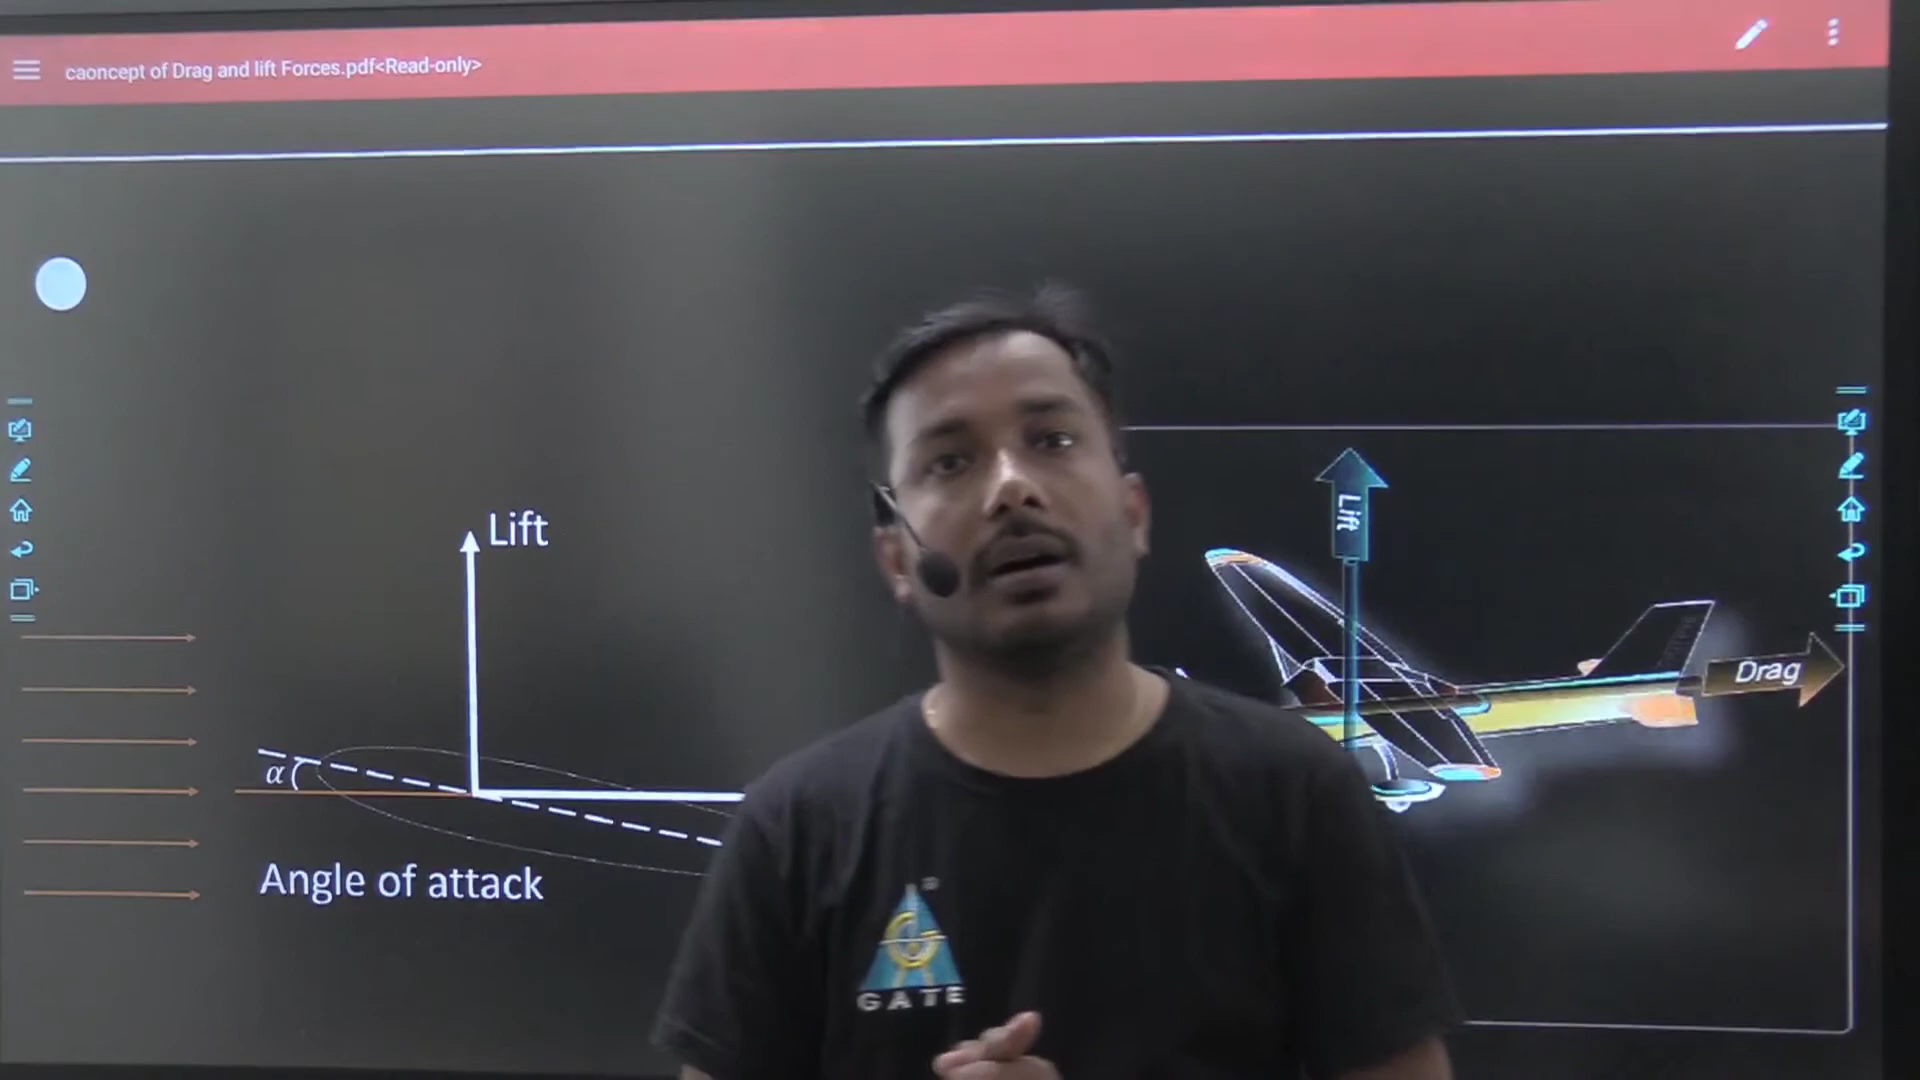 caoncept of Drag and lift Forces.pdf<Read-only>
Lift
Lift
Drag
α
Angle of attack
GATE